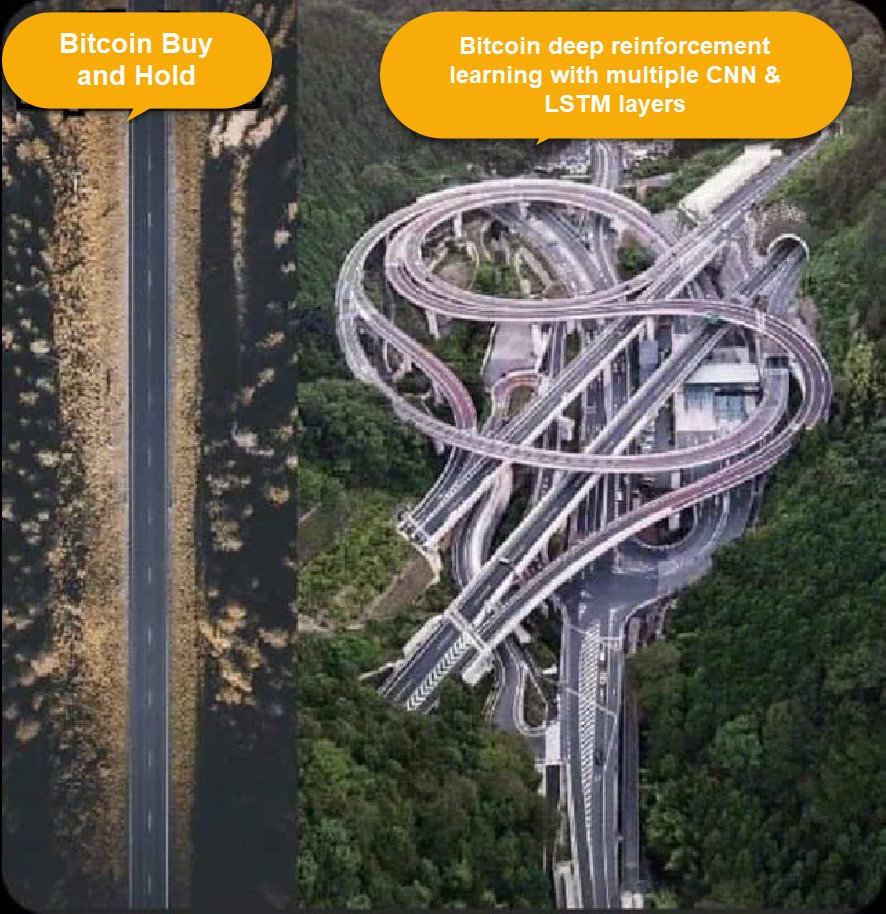 Bitcoin Buy
and Hold
Bitcoin deep reinforcement
learning with multiple CNN &
LSTM layers